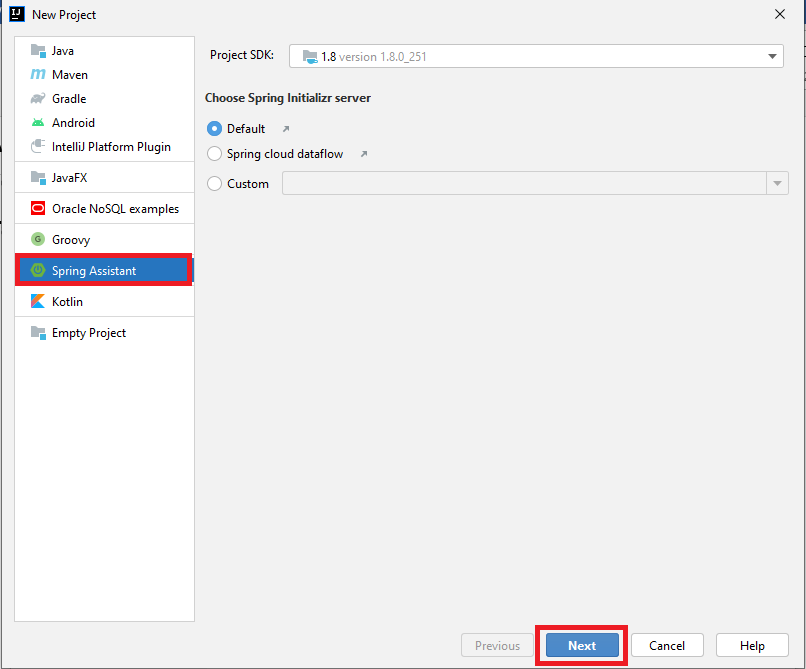 New Project
Java
Maven
Gradle
Android
IntelliJ Platform Plugin
JavaFX
Oracle NoSQL examples
Groovy
Spring Assistant
Kotlin
Empty Project
Project SDK: 1.8 version 1.8.0_251
Choose Spring Initializr server
Default
Spring cloud dataflow
Custom
Previous Next Cancel Help